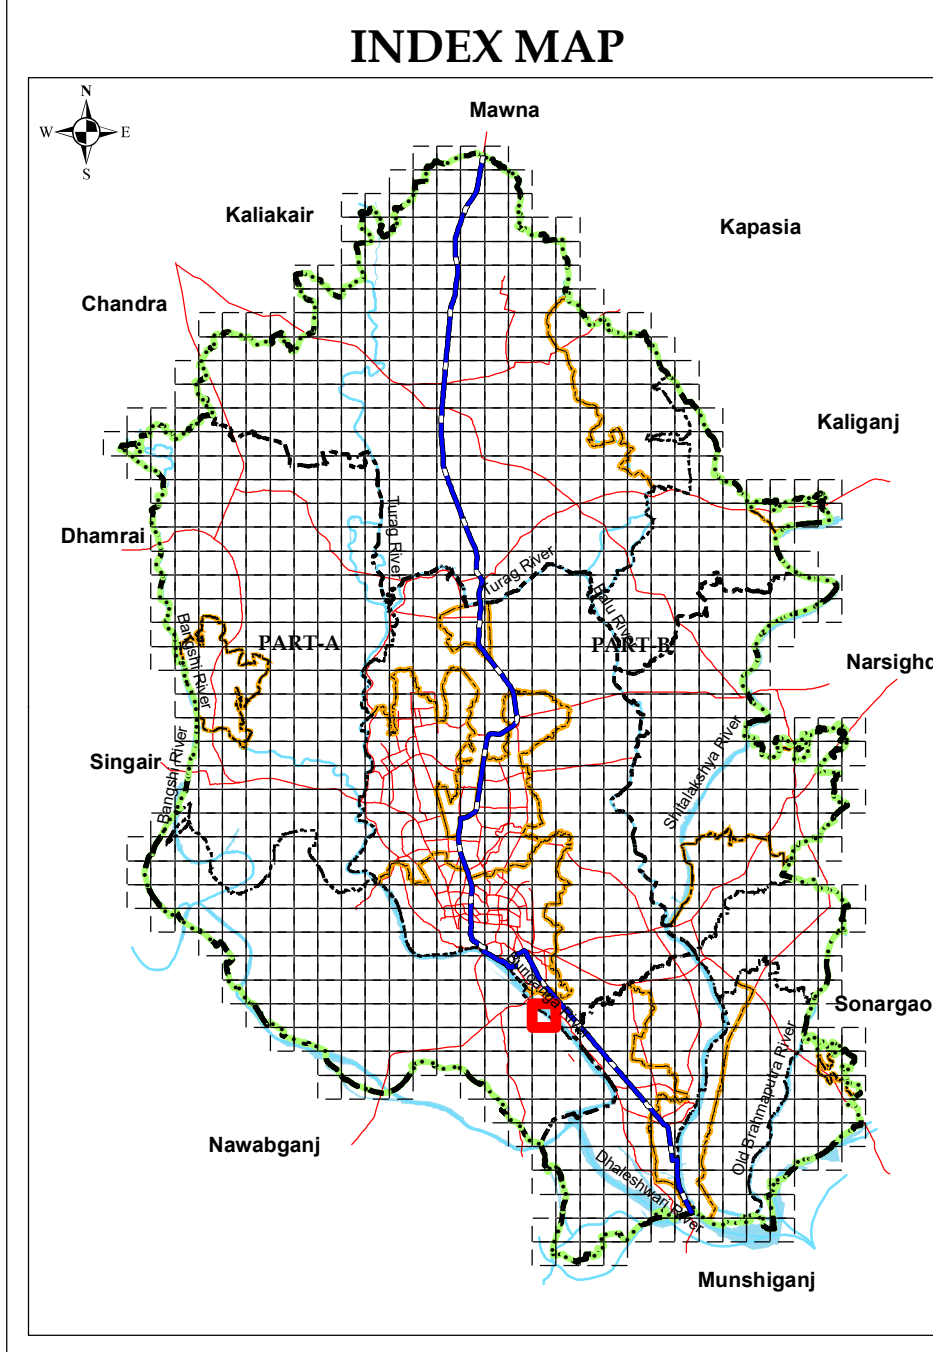 INDEX MAP
N
W E
S
Mawna
Kaliakair
Kapasia
Chandra
Kaliganj
Dhamrai
Turag River
Turag River
Balu River
Bangshi River
PART-A
PART-B
Narsighd
Shitalakshya River
Singair
Bangshi River
Buriganga River
Sonargao
Old Brahmaputra River
Nawabganj
Dhaleshwari River
Munshiganj